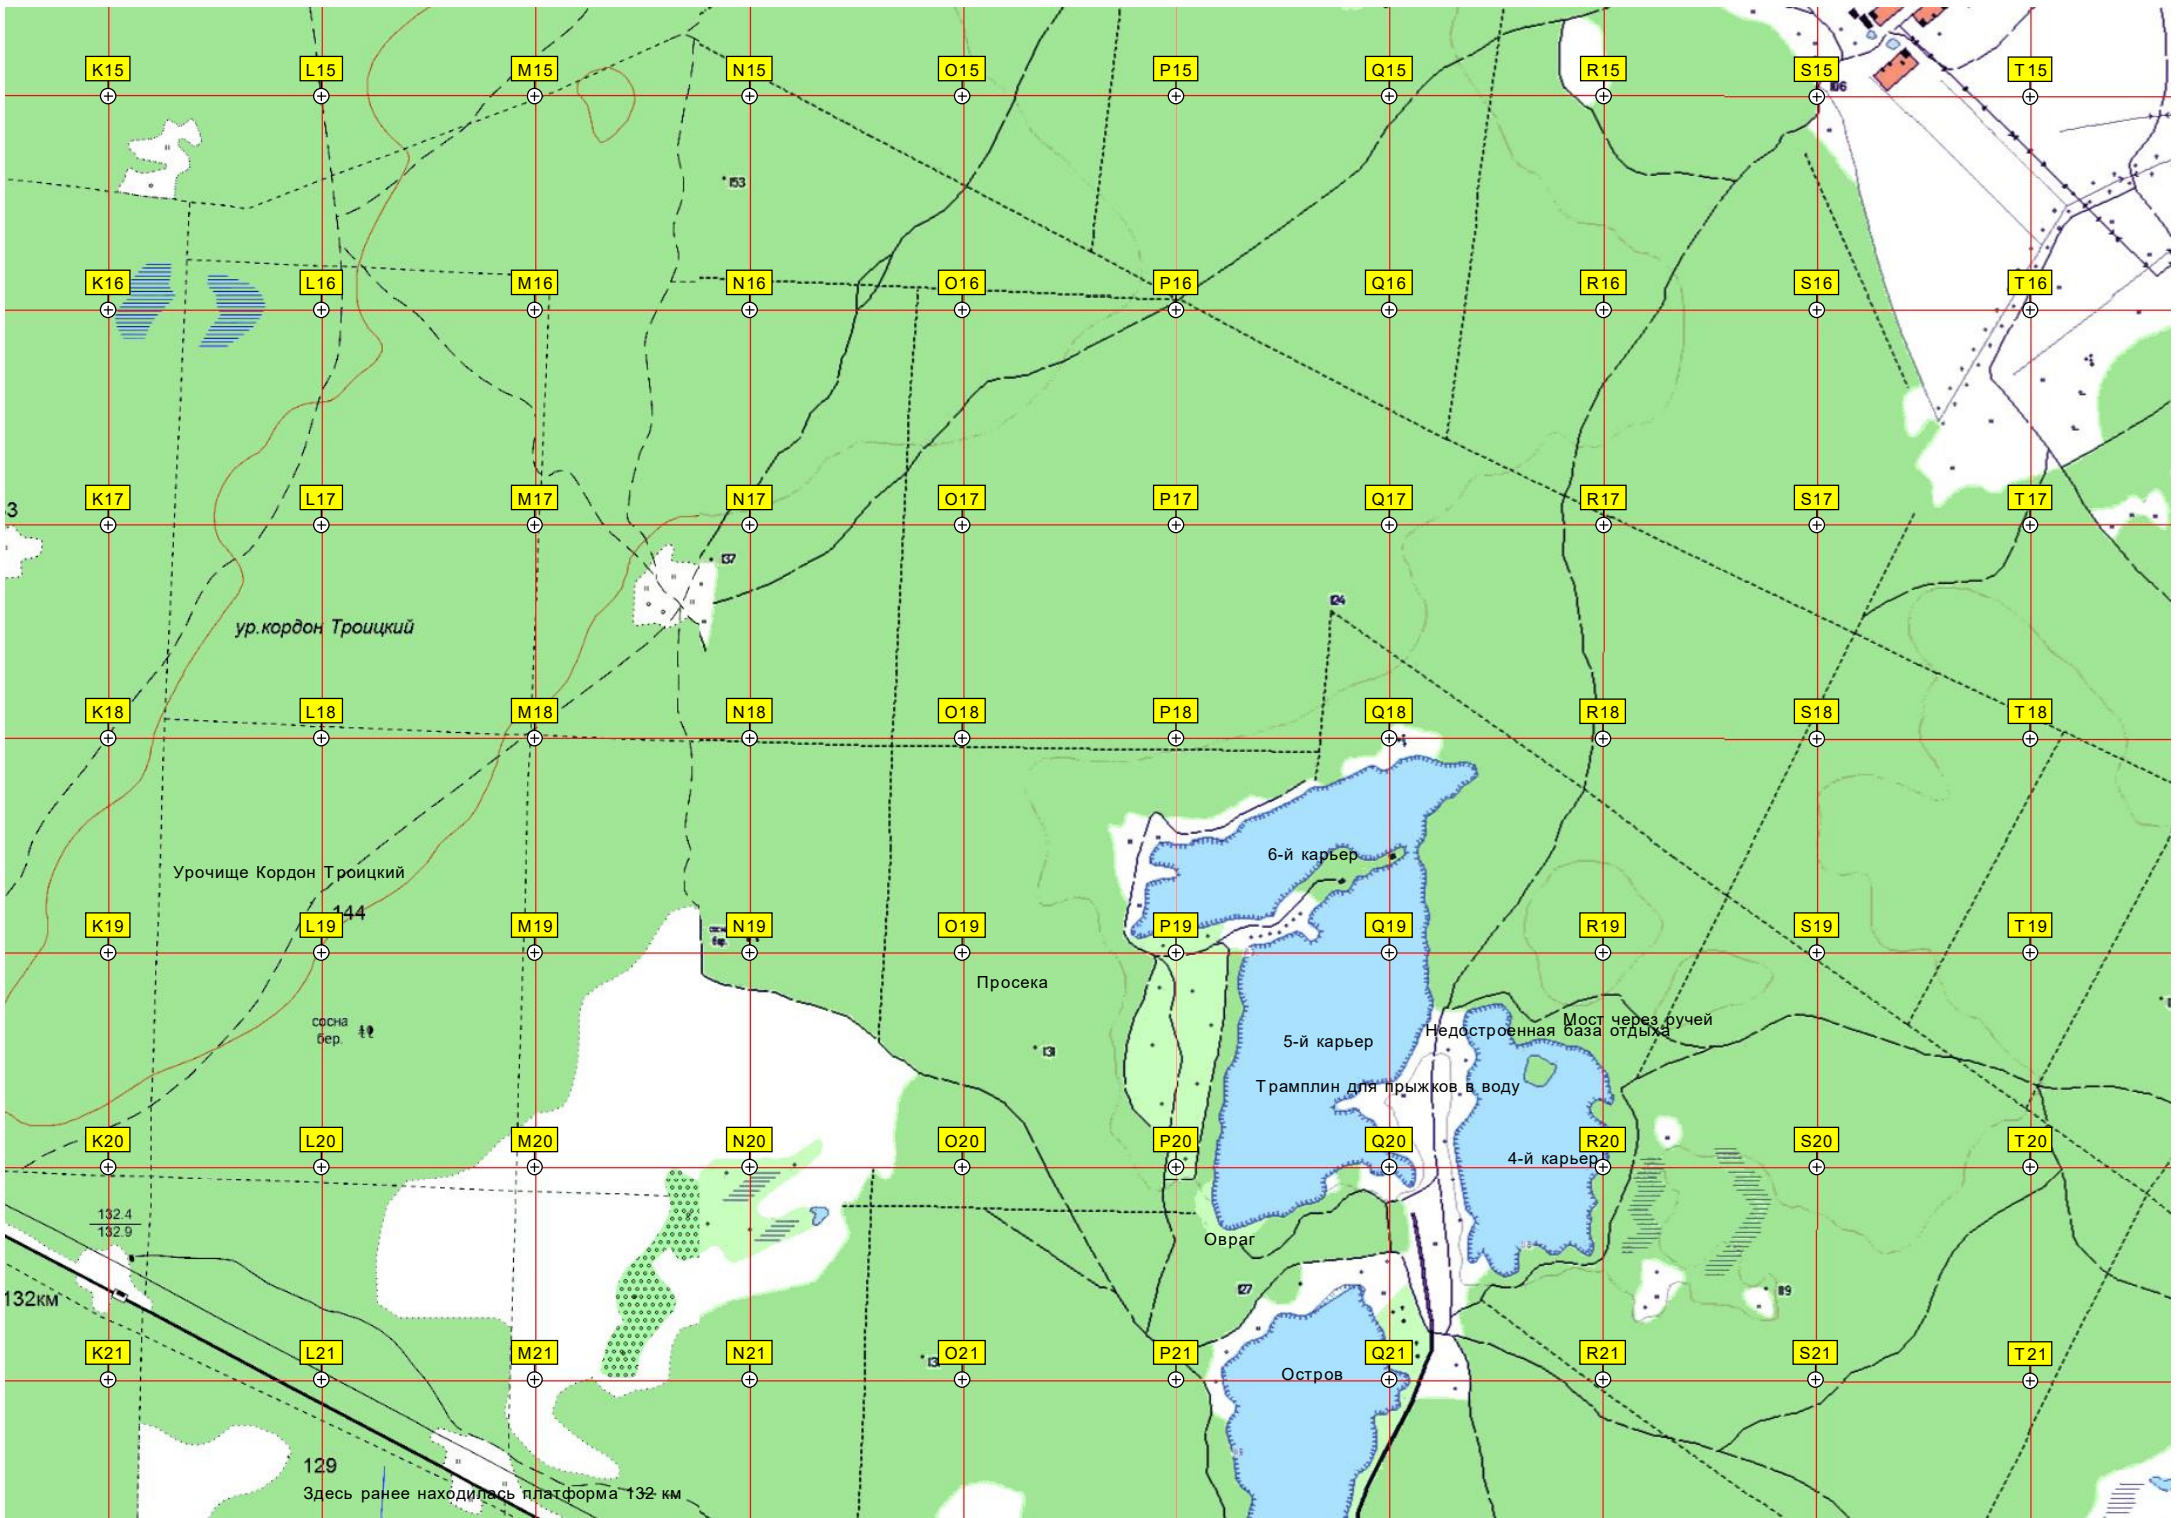 K15 L15 M15 N15 O15 P15 Q15 R15 S15 T15
106
153
K16 L16 M16 N16 O16 P16 Q16 R16 S16 T16
K17 L17 M17 N17 O17 P17 Q17 R17 S17 T17
3
137
124
ур.кордон Троицкий
K18 L18 M18 N18 O18 P18 Q18 R18 S18 T18
6-й карьер
Урочище Кордон Троицкий
144
K19 L19 M19 N19 O19 P19 Q19 R19 S19 T19
сосна
бер.
Просека
сосна
бер.
Мост через ручей
Недостроенная база отдыха
5-й карьер
131
Трамплин для прыжков в воду
K20 L20 M20 N20 O20 P20 Q20 R20 S20 T20
4-й карьер
132.4
132.9
Овраг
127
119
132км
K21 L21 M21 N21 O21 P21 Q21 R21 S21 T21
Остров
129
Здесь ранее находилась платформа 132 км